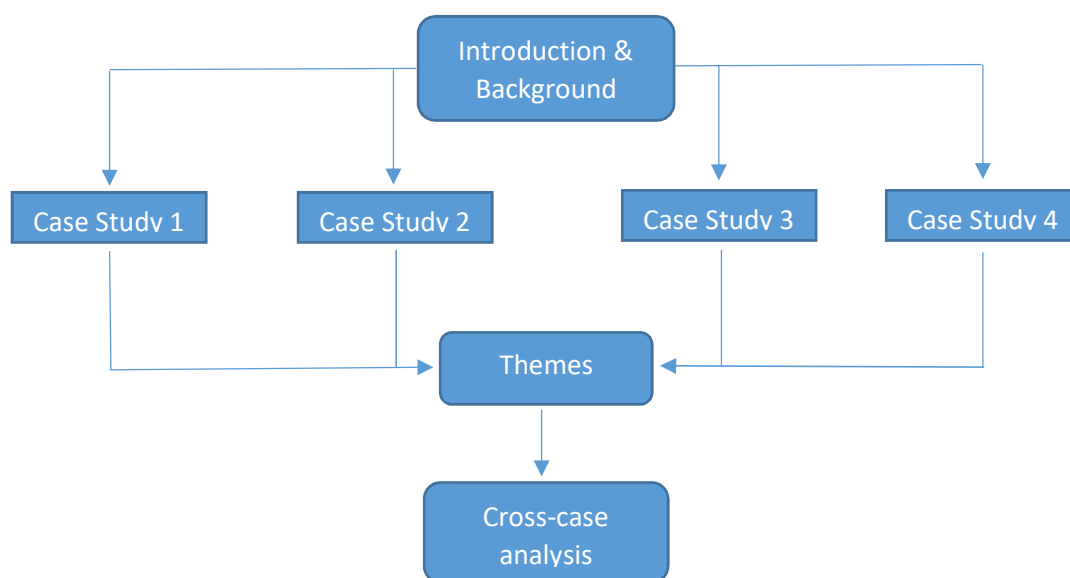 Introduction &
Background
Case Study 1
Case Study 2
Case Study 3
Case Study 4
Themes
Cross-case
analysis